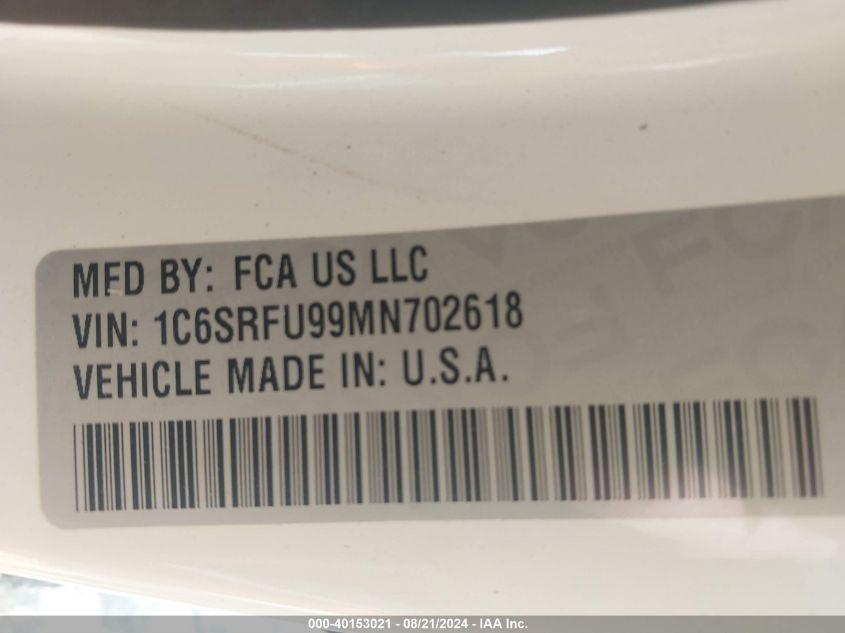 MFD BY: FCA US LLC
VIN: 1C6SRFU99MN702618
VEHICLE MADE IN: U.S.A.
000-40153021 - 08/21/2024 - IAA Inc.